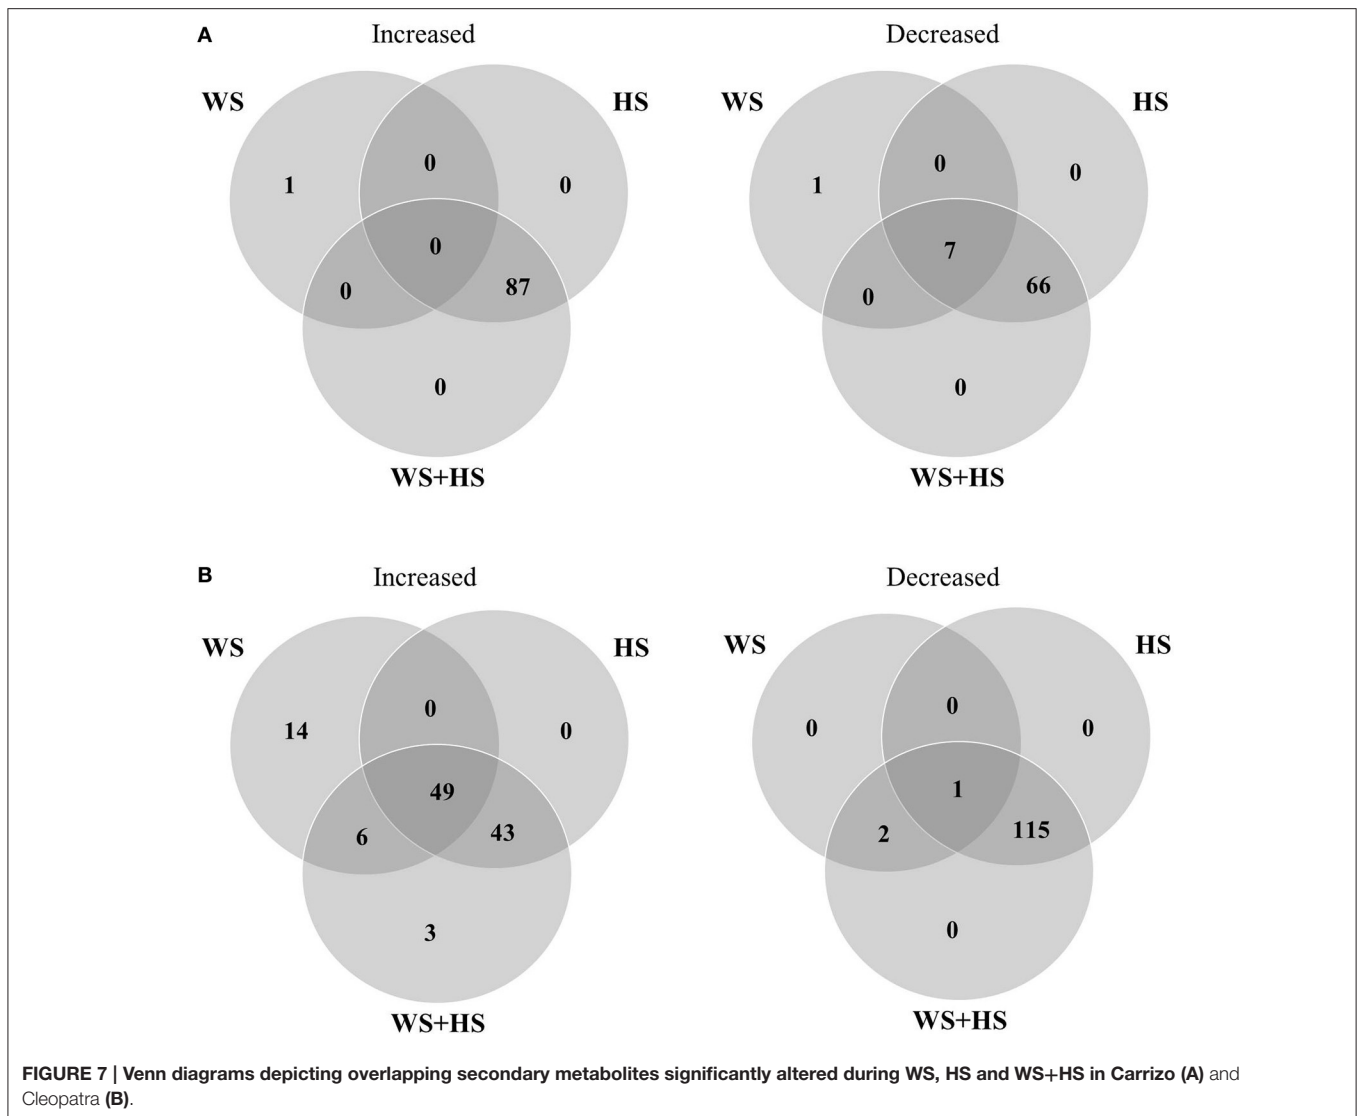 A
Increased
Decreased
WS
HS
WS
HS
0
0
1
0
1
0
0
7
0
87
0
66
0
0
WS+HS
WS+HS
B
Increased
Decreased
WS
HS
WS
HS
0
0
14
0
0
0
49
1
6
43
2
115
3
0
WS+HS
WS+HS
FIGURE 7 | Venn diagrams depicting overlapping secondary metabolites significantly altered during WS, HS and WS+HS in Carrizo (A) and
Cleopatra (B).